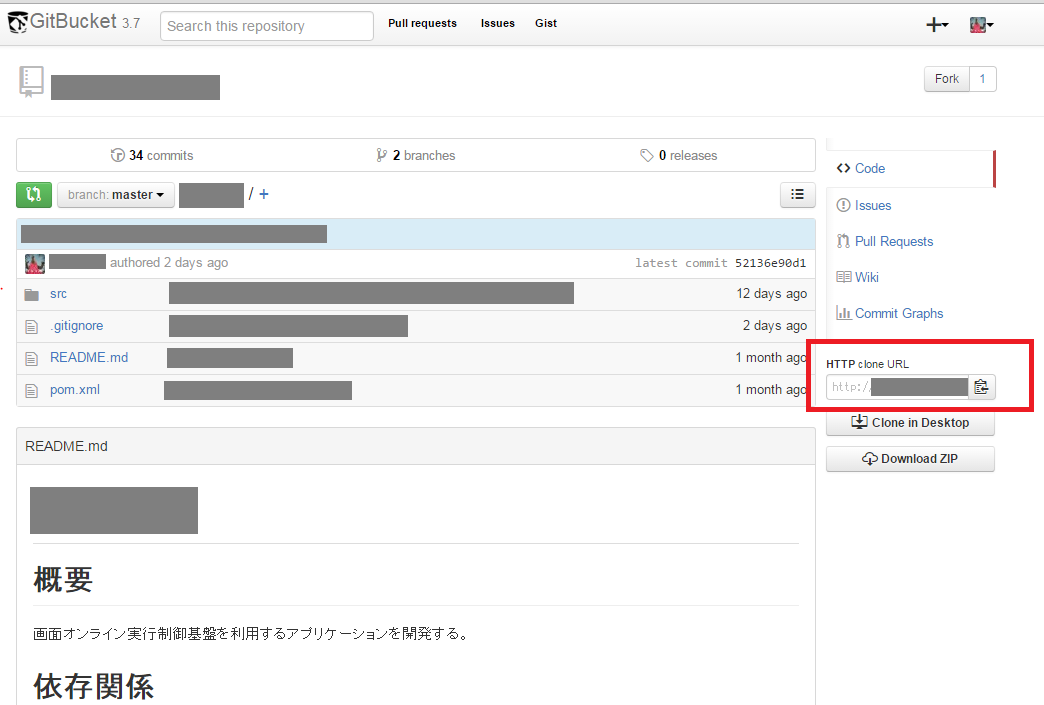 GitBucket 3.7
Search this repository
Pull requests
Issues
Gist
Fork 1
34 commits
2 branches
0 releases
branch: master
/ +
authored 2 days ago
latest commit 52136e90d1
src 12 days ago
.gitignore 2 days ago
README.md 1 month ago
pom.xml 1 month ago
Code
Issues
Pull Requests
Wiki
Commit Graphs
HTTP clone URL
http:/
Clone in Desktop
Download ZIP
README.md
概要
画面オンライン実行制御基盤を利用するアプリケーションを開発する。
依存関係